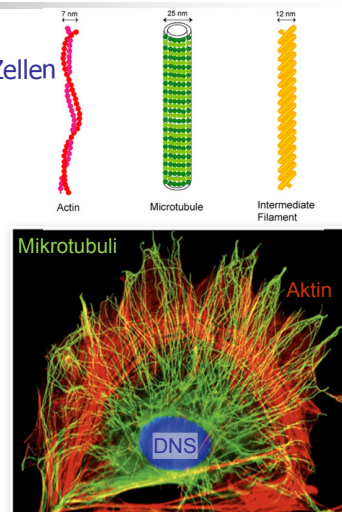 7 nm
25 nm
12 nm
Zellen
Actin
Microtubule
Intermediate
Filament
Mikrotubuli
Aktin
DNS